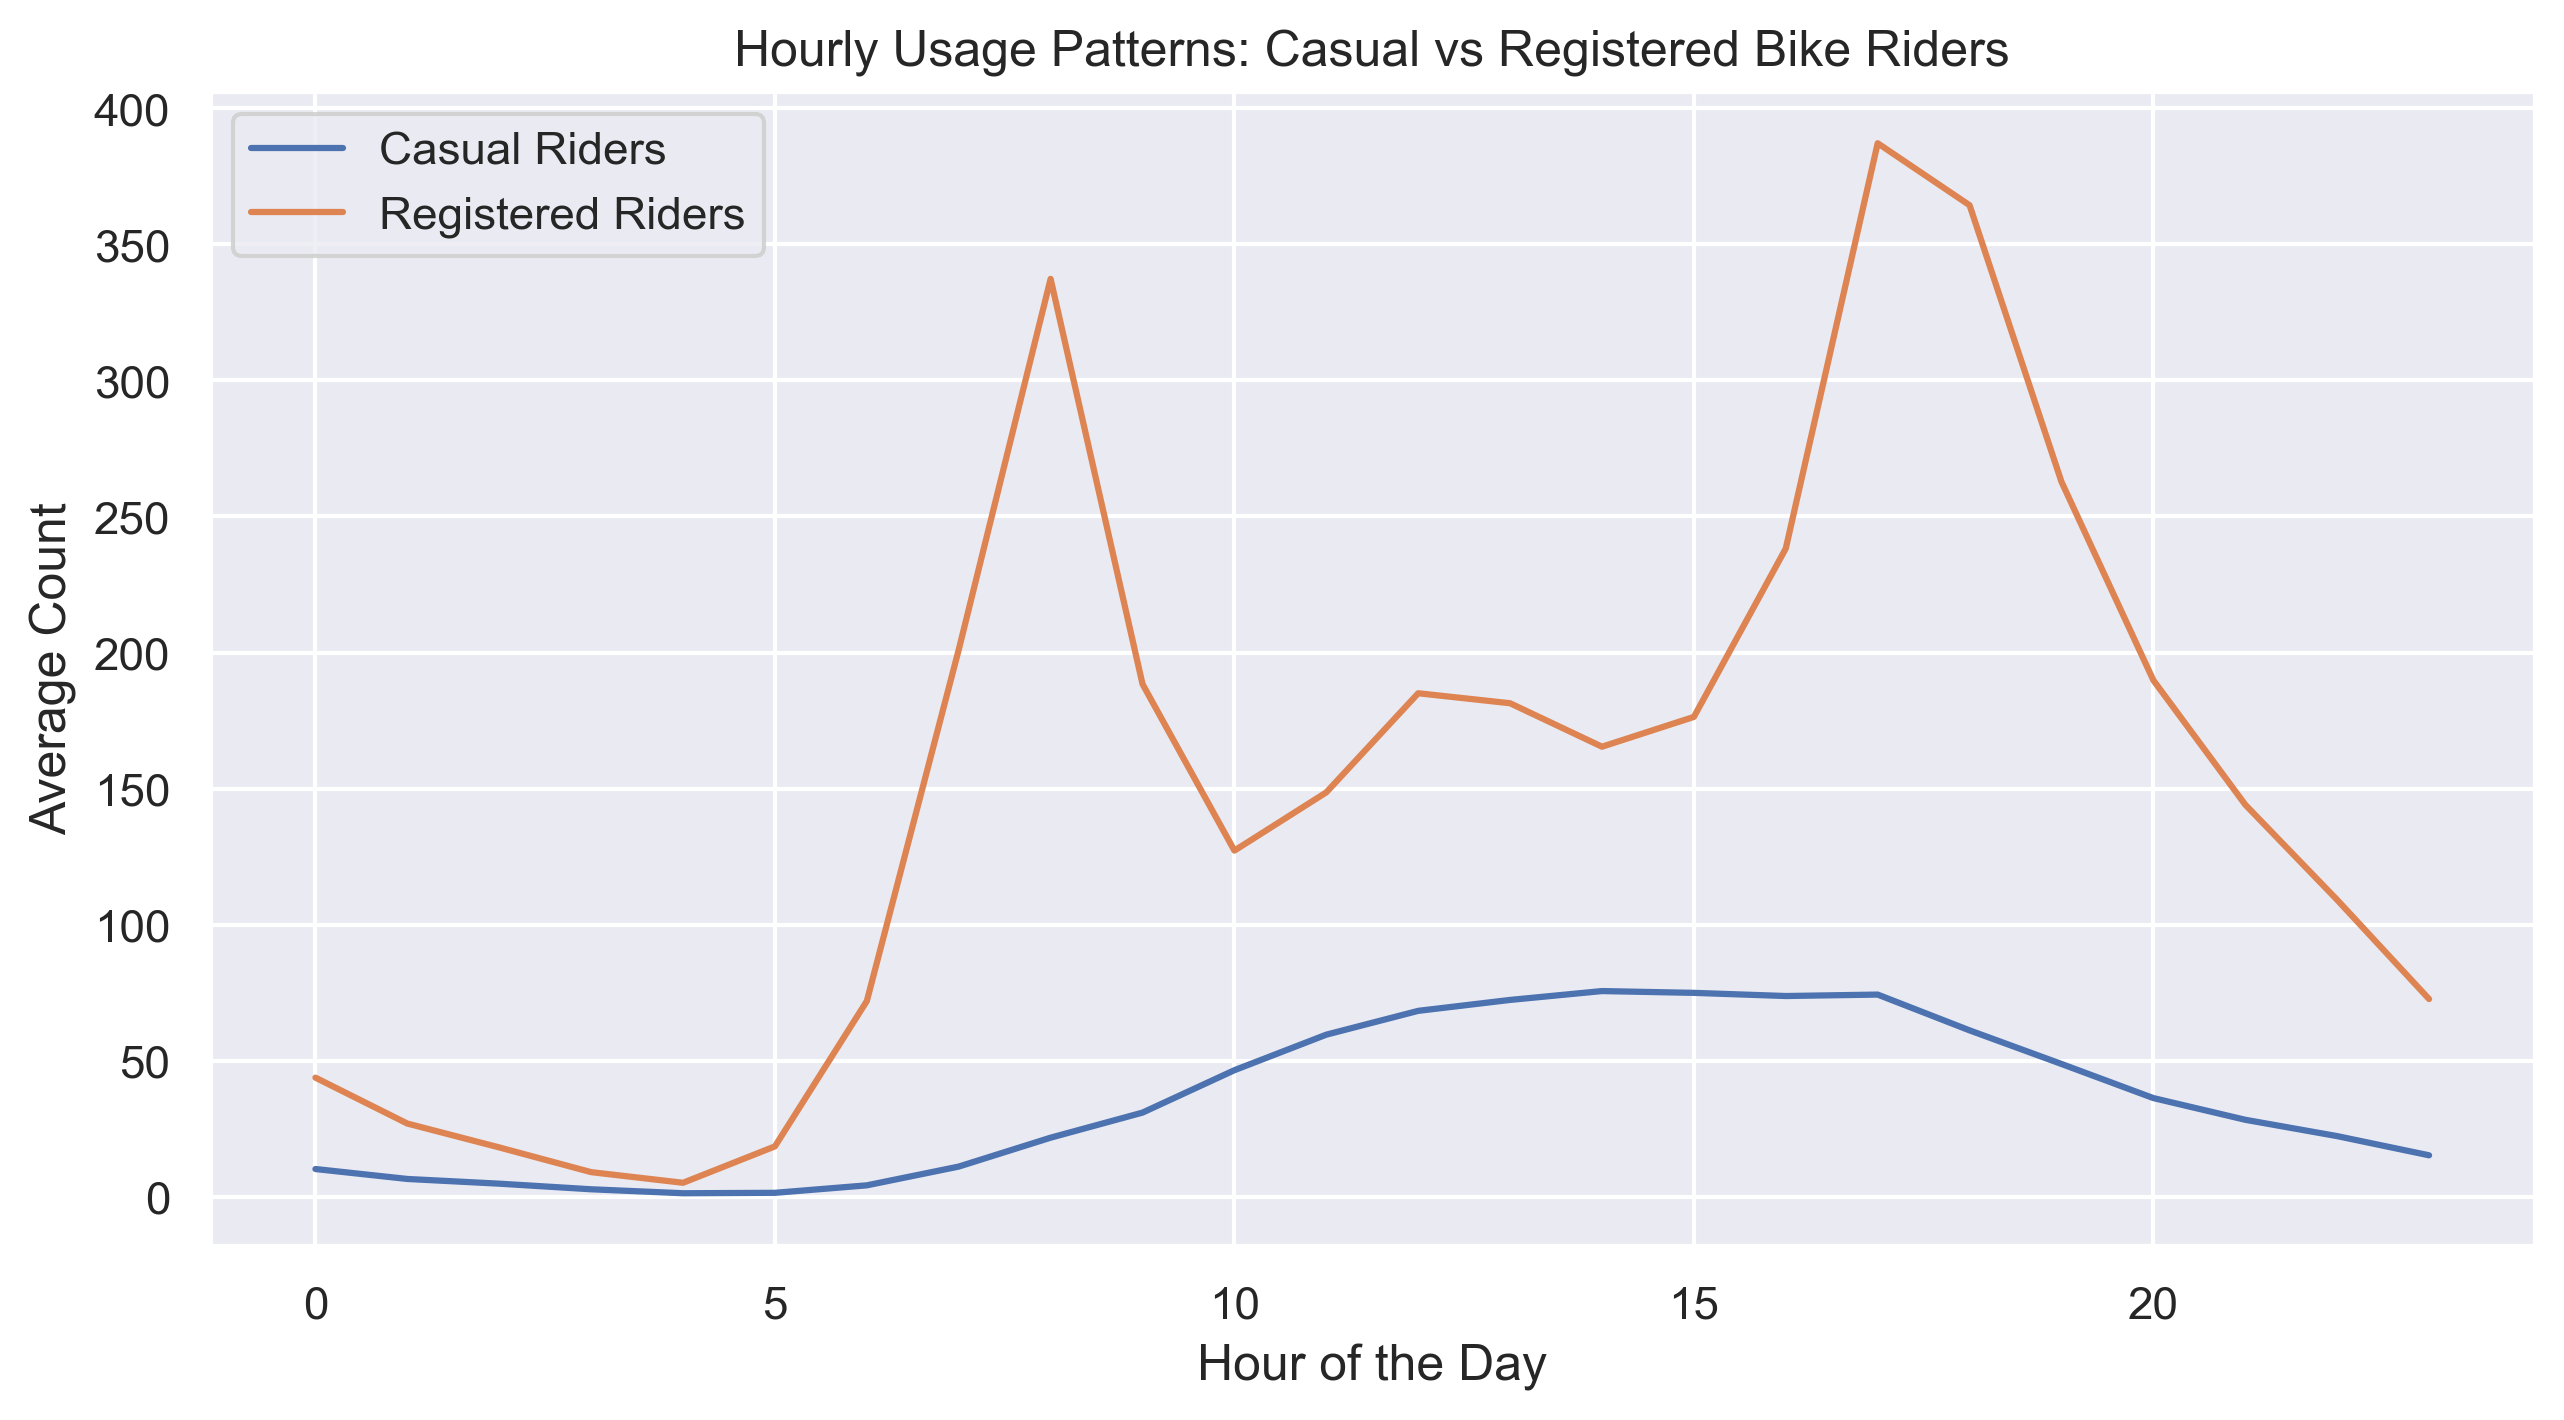 Hourly Usage Patterns: Casual vs Registered Bike Riders
Casual Riders
Registered Riders
Average Count
400
350
300
250
200
150
100
50
0
0 5 10 15 20
Hour of the Day